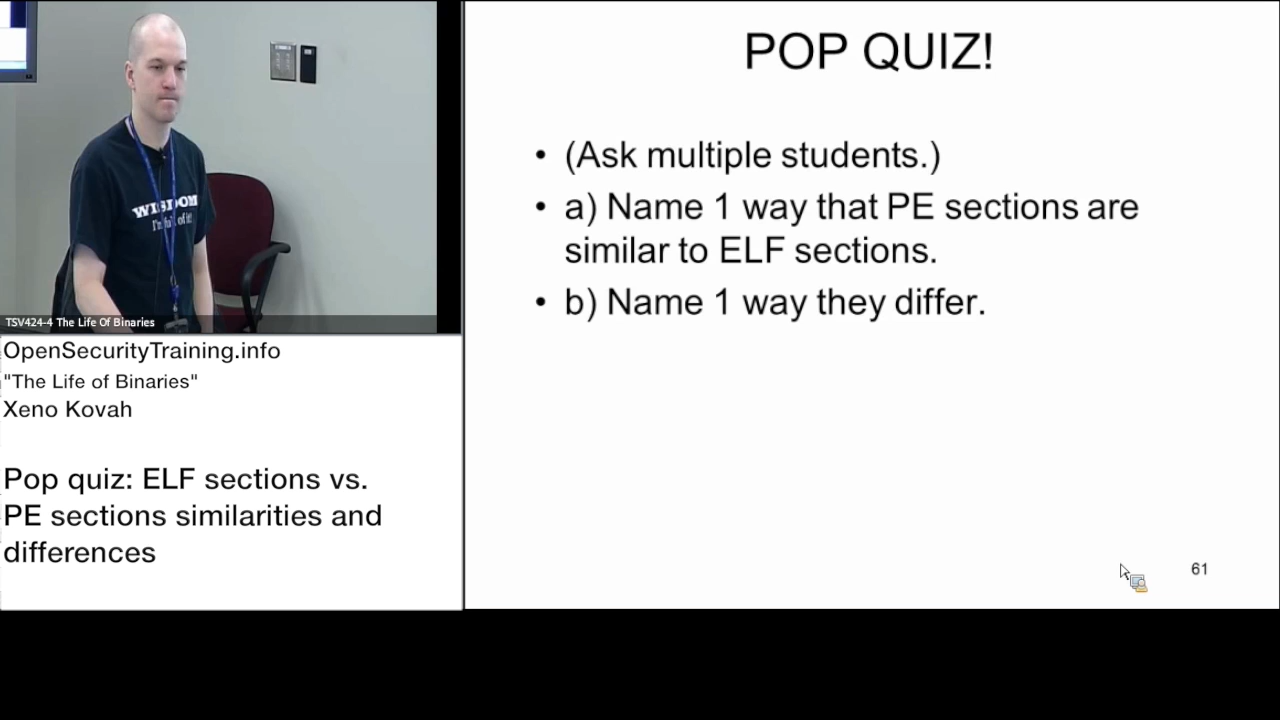 WISDOM
TSV424-4 The Life Of Binaries
OpenSecurityTraining.info
"The Life of Binaries"
Xeno Kovah
Pop quiz: ELF sections vs.
PE sections similarities and
differences
POP QUIZ!
• (Ask multiple students.)
• a) Name 1 way that PE sections are
similar to ELF sections.
• b) Name 1 way they differ.
61